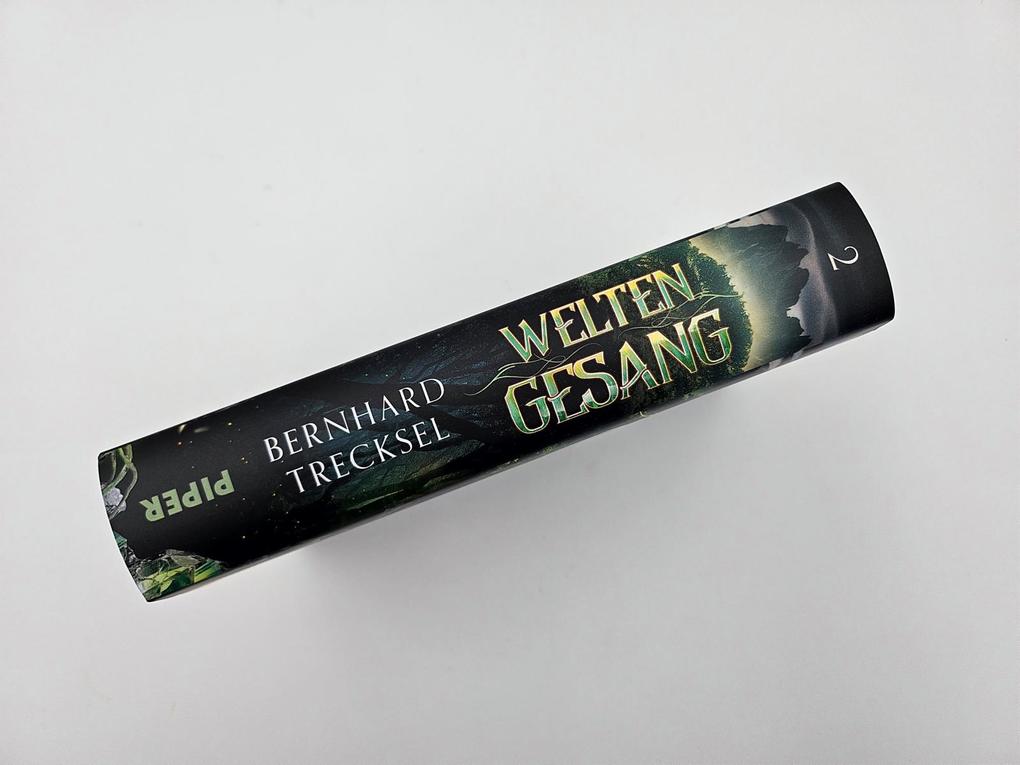 BERNHARD
TRECKSEL
WELTEN
GESANG
2
PIPER